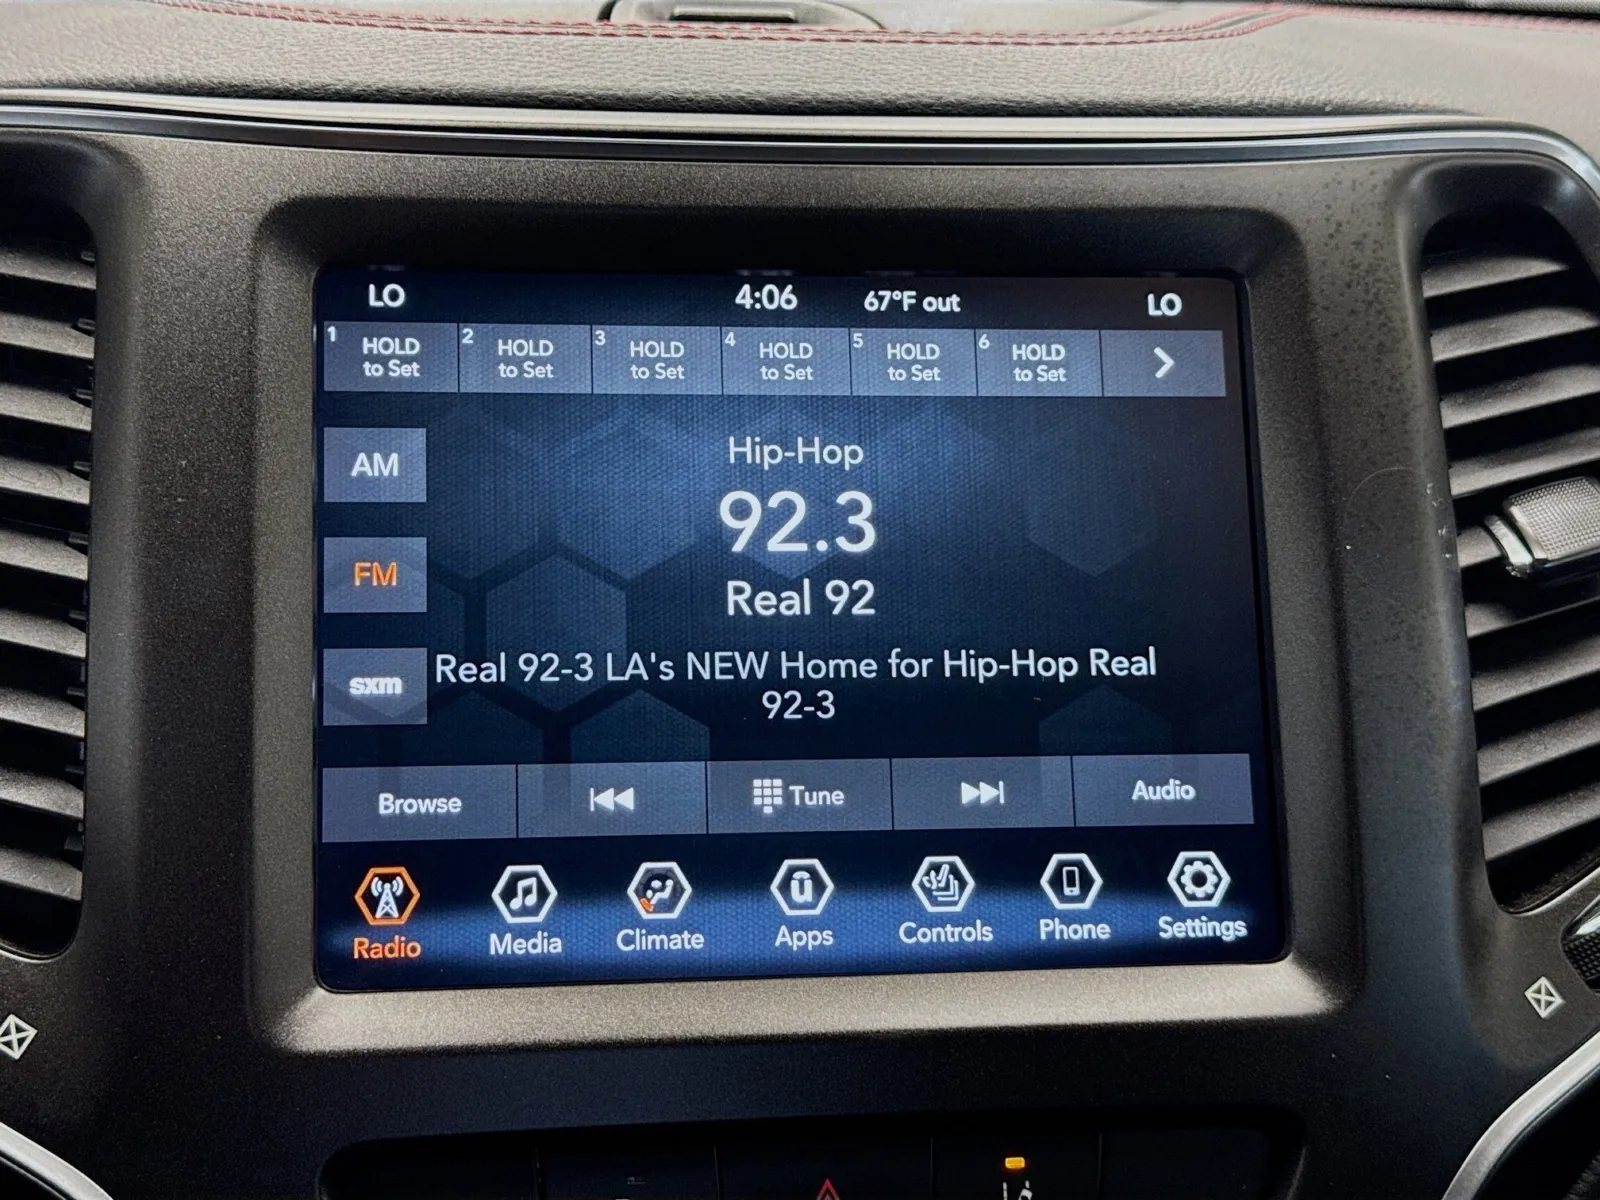 LO 4:06 67°F out LO
1 HOLD to Set
2 HOLD to Set
3 HOLD to Set
4 HOLD to Set
5 HOLD to Set
6 HOLD to Set
AM
Hip-Hop
92.3
FM
Real 92
sxm
Real 92-3 LA's NEW Home for Hip-Hop Real
92-3
Browse Tune Audio
Radio Media Climate Apps Controls Phone Settings